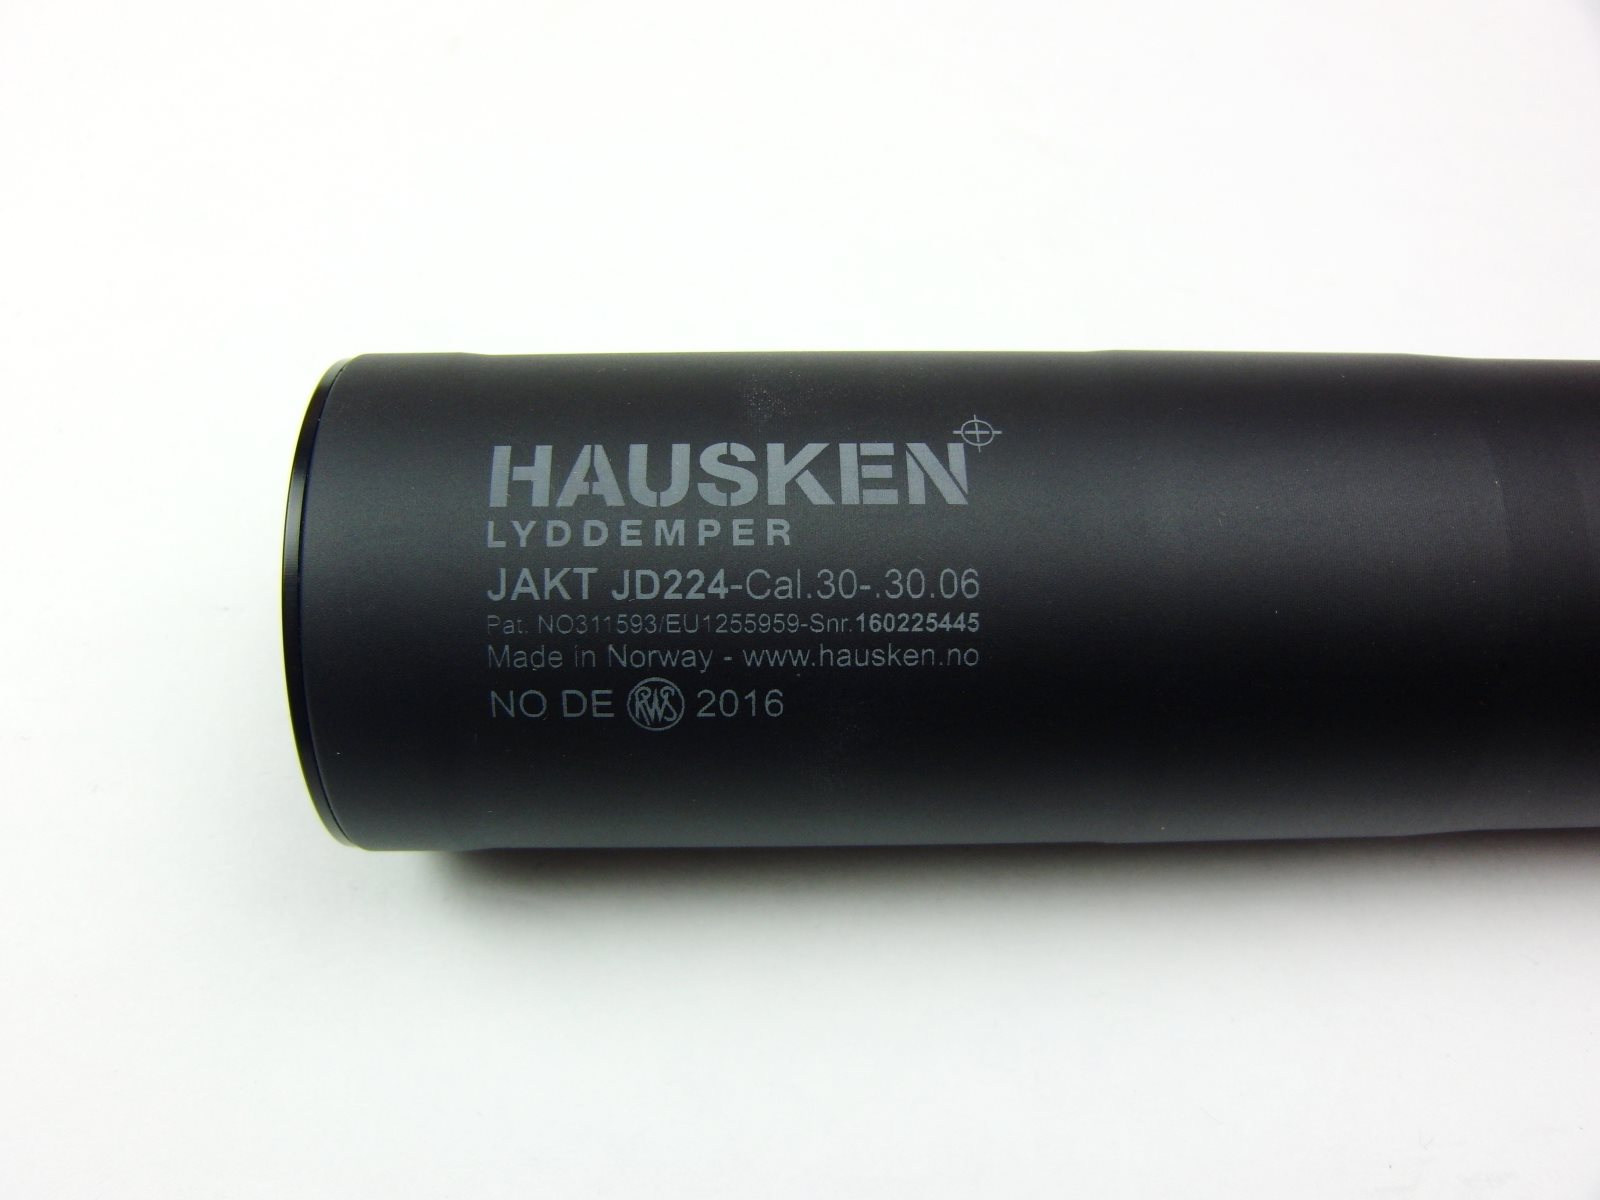 HAUSKEN
LYDDEMPER
JAKT JD224-Cal.30-.30.06
Pat. NO311593/EU1255959-Snr.160225445
Made in Norway - www.hausken.no
NO DE RWS 2016